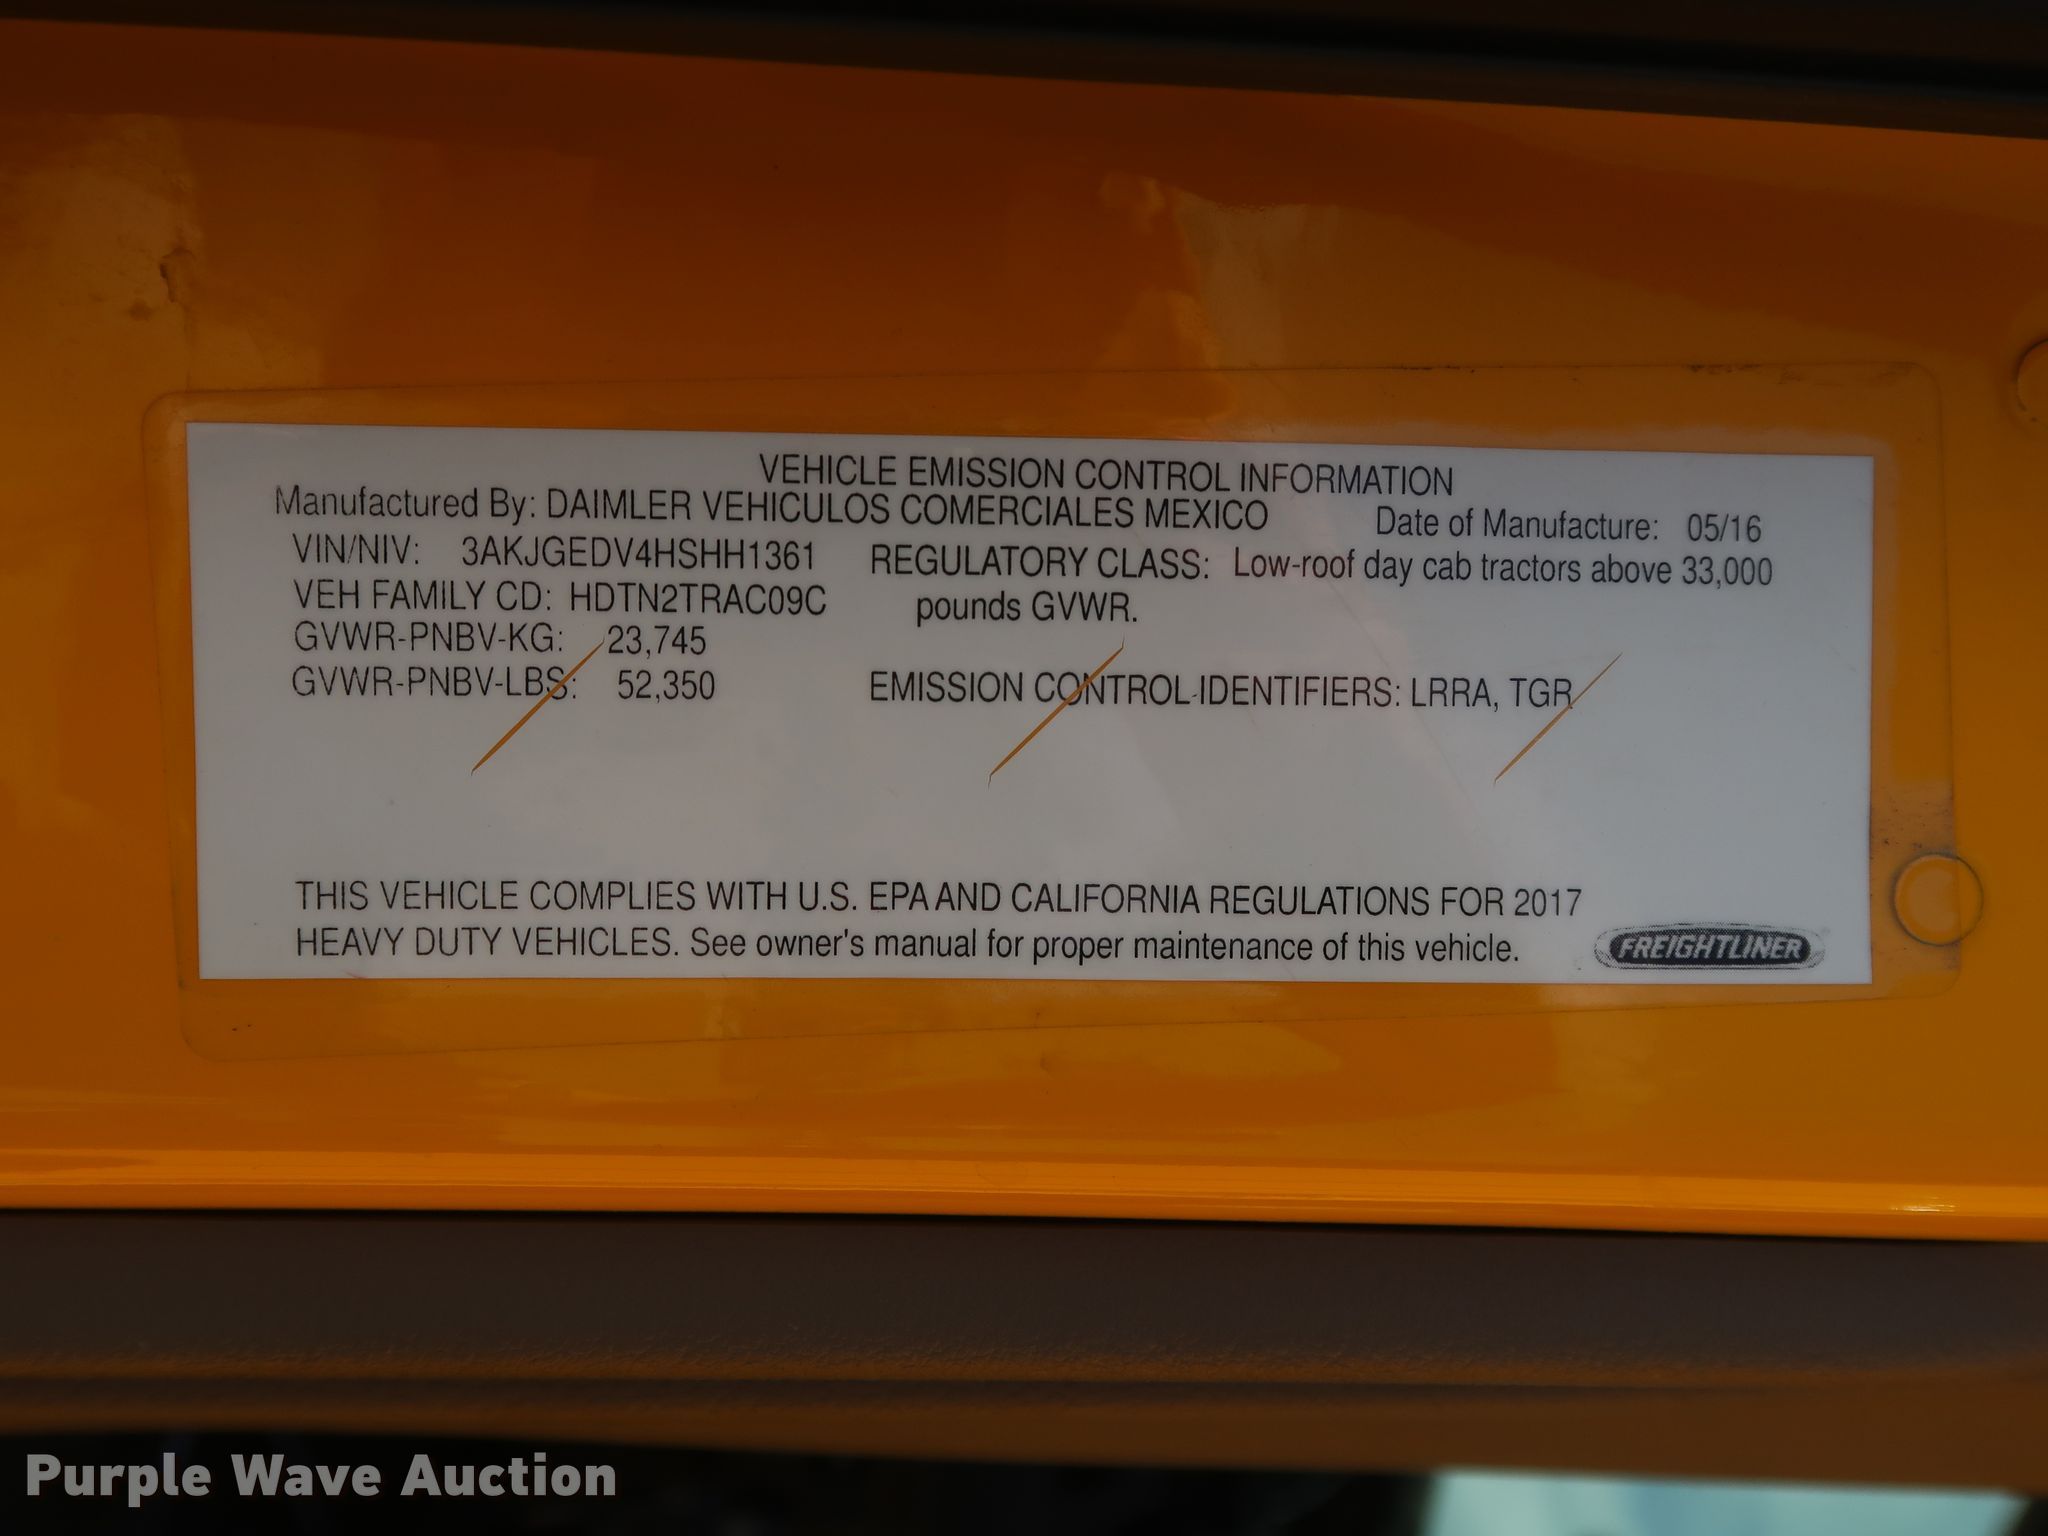 VEHICLE EMISSION CONTROL INFORMATION
Manufactured By: DAIMLER VEHICULOS COMERCIALES MEXICO Date of Manufacture: 05/16
VIN/NIV: 3AKJGEDV4HSHH1361 REGULATORY CLASS: Low-roof day cab tractors above 33,000
VEH FAMILY CD: HDTN2TRAC09C pounds GVWR.
GVWR-PNBV-KG: 23,745
GVWR-PNBV-LBS: 52,350 EMISSION CONTROL IDENTIFIERS: LRRA, TGR
THIS VEHICLE COMPLIES WITH U.S. EPA AND CALIFORNIA REGULATIONS FOR 2017
HEAVY DUTY VEHICLES. See owner's manual for proper maintenance of this vehicle.
FREIGHTLINER
Purple Wave Auction